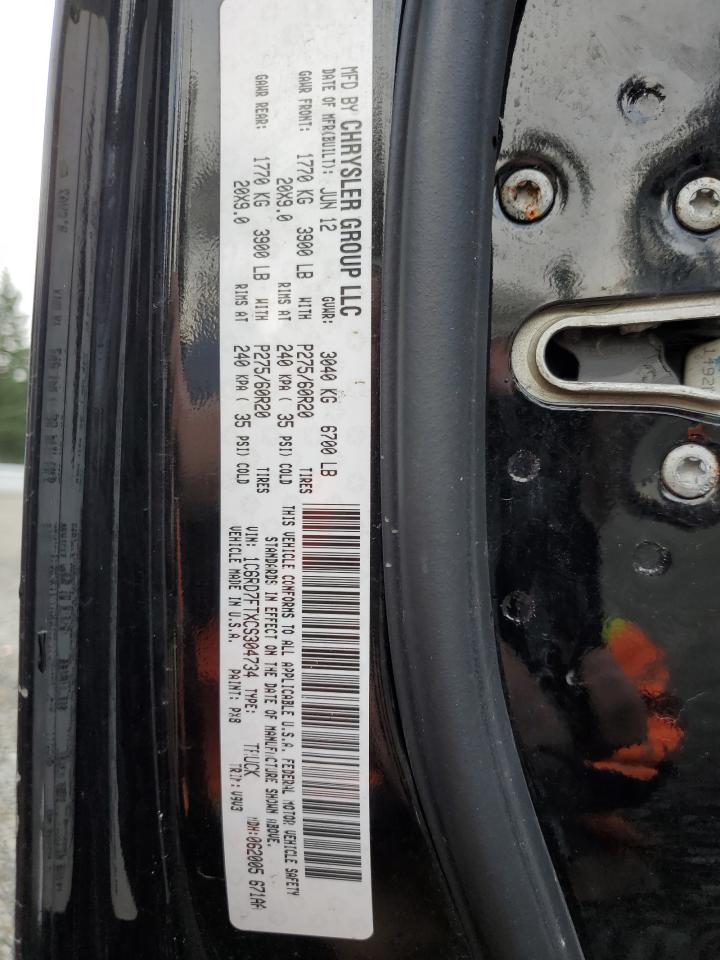 MFD BY CHRYSLER GROUP LLC
DATE OF MFR(BUILT): JUN 12 GVWR: 3040 KG 6700 LB
GAWR FRONT: 1770 KG 3900 LB WITH P275/60R20 TIRES
20X9.0 RIMS AT 240 KPA ( 35 PSI) COLD
GAWR REAR: 1770 KG 3900 LB WITH P275/60R20 TIRES
20X9.0 RIMS AT 240 KPA ( 35 PSI) COLD
THIS VEHICLE CONFORMS TO ALL APPLICABLE U.S.A. FEDERAL MOTOR VEHICLE SAFETY
STANDARDS IN EFFECT ON THE DATE OF MANUFACTURE SHOWN ABOVE.
VIN: 1C6RD7FTXCS304734 TYPE: TRUCK MDH:062005 671AA
VEHICLE MADE IN U.S.A. PAINT: PX8 TRIM: V9V3